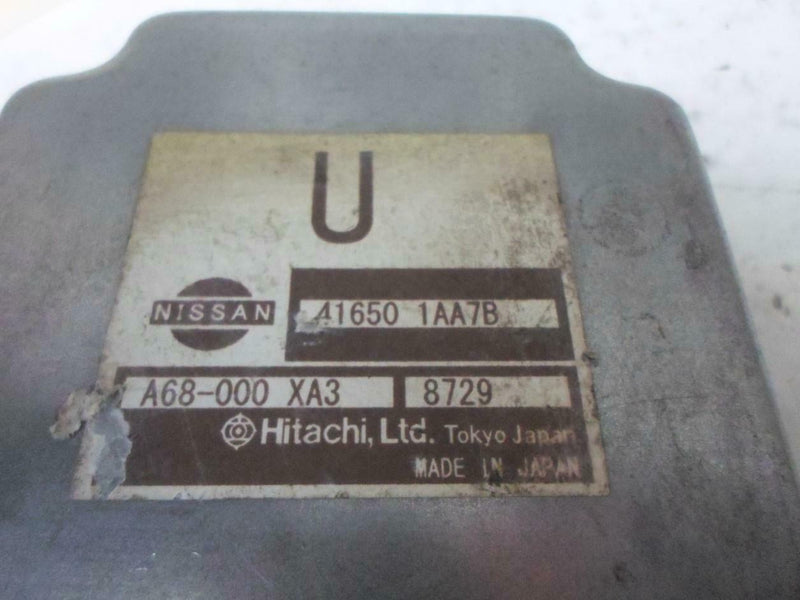 U
NISSAN
41650 1AA7B
A68-000 XA3 8729
Hitachi, Ltd. Tokyo Japan
MADE IN JAPAN